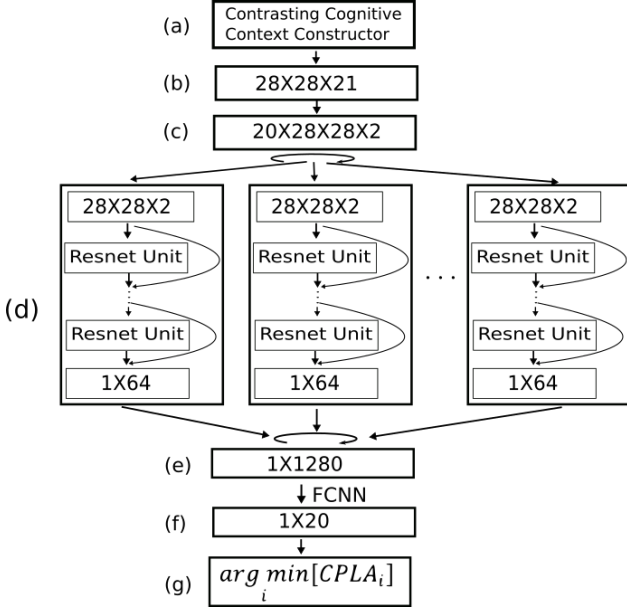 (a)
Contrasting Cognitive
Context Constructor
(b)
28X28X21
(c)
20X28X28X2
(d)
28X28X2
Resnet Unit
Resnet Unit
1X64
28X28X2
Resnet Unit
Resnet Unit
1X64
. . .
28X28X2
Resnet Unit
Resnet Unit
1X64
(e)
1X1280
FCNN
(f)
1X20
(g)
arg min[CPLAᵢ]
i